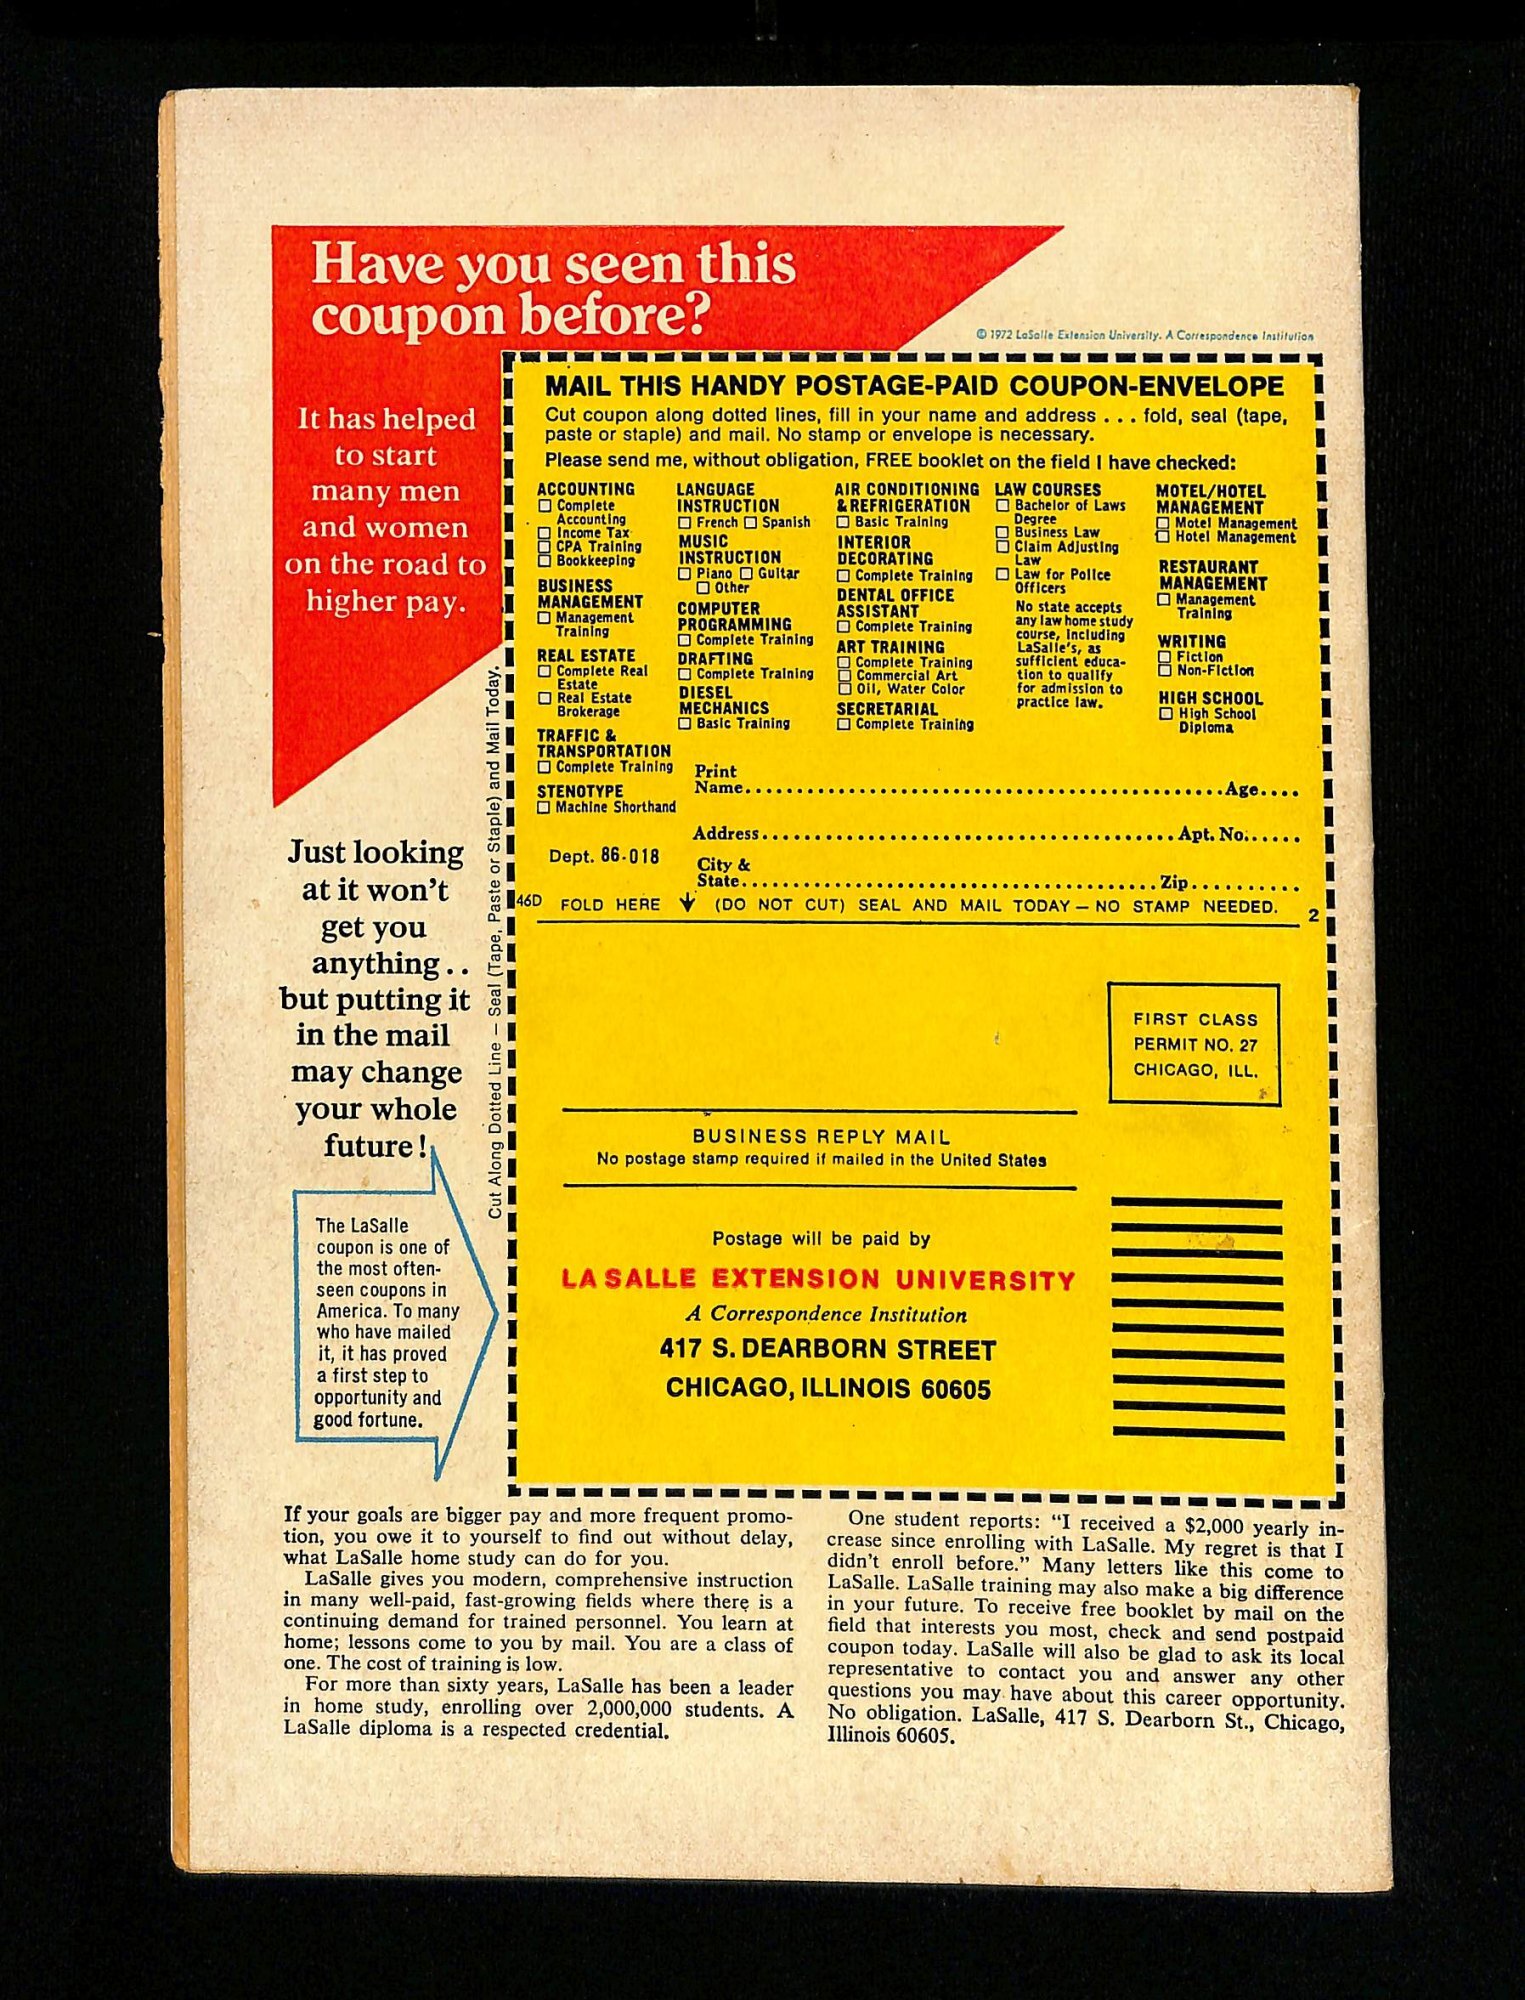 Have you seen this
coupon before?
© 1972 LaSalle Extension University. A Correspondence Institution
It has helped
to start
many men
and women
on the road to
higher pay.
Just looking
at it won't
get you
anything..
but putting it
in the mail
may change
your whole
future!
The LaSalle
coupon is one of
the most often-
seen coupons in
America. To many
who have mailed
it, it has proved
a first step to
opportunity and
good fortune.
Cut Along Dotted Line — Seal (Tape, Paste or Staple) and Mail Today.
MAIL THIS HANDY POSTAGE-PAID COUPON-ENVELOPE
Cut coupon along dotted lines, fill in your name and address . . . fold, seal (tape,
paste or staple) and mail. No stamp or envelope is necessary.
Please send me, without obligation, FREE booklet on the field I have checked:
ACCOUNTING
☐ Complete
Accounting
☐ Income Tax
☐ CPA Training
☐ Bookkeeping
BUSINESS
MANAGEMENT
☐ Management
Training
REAL ESTATE
☐ Complete Real
Estate
☐ Real Estate
Brokerage
TRAFFIC &
TRANSPORTATION
☐ Complete Training
STENOTYPE
☐ Machine Shorthand
LANGUAGE
INSTRUCTION
☐ French ☐ Spanish
MUSIC
INSTRUCTION
☐ Piano ☐ Guitar
☐ Other
COMPUTER
PROGRAMMING
☐ Complete Training
DRAFTING
☐ Complete Training
DIESEL
MECHANICS
☐ Basic Training
AIR CONDITIONING
& REFRIGERATION
☐ Basic Training
INTERIOR
DECORATING
☐ Complete Training
DENTAL OFFICE
ASSISTANT
☐ Complete Training
ART TRAINING
☐ Complete Training
☐ Commercial Art
☐ Oil, Water Color
SECRETARIAL
☐ Complete Training
LAW COURSES
☐ Bachelor of Laws
Degree
☐ Business Law
☐ Claim Adjusting
Law
☐ Law for Police
Officers
No state accepts
any law home study
course, including
LaSalle's, as
sufficient educa-
tion to qualify
for admission to
practice law.
MOTEL/HOTEL
MANAGEMENT
☐ Motel Management
☐ Hotel Management
RESTAURANT
MANAGEMENT
☐ Management
Training
WRITING
☐ Fiction
☐ Non-Fiction
HIGH SCHOOL
☐ High School
Diploma
Print
Name.......... Age....
Address.......... Apt. No......
Dept. 86-018
City &
State.......... Zip..........
46D FOLD HERE ↓ (DO NOT CUT) SEAL AND MAIL TODAY — NO STAMP NEEDED. 2
FIRST CLASS
PERMIT NO. 27
CHICAGO, ILL.
BUSINESS REPLY MAIL
No postage stamp required if mailed in the United States
Postage will be paid by
LA SALLE EXTENSION UNIVERSITY
A Correspondence Institution
417 S. DEARBORN STREET
CHICAGO, ILLINOIS 60605
If your goals are bigger pay and more frequent promo-
tion, you owe it to yourself to find out without delay,
what LaSalle home study can do for you.
LaSalle gives you modern, comprehensive instruction
in many well-paid, fast-growing fields where there is a
continuing demand for trained personnel. You learn at
home; lessons come to you by mail. You are a class of
one. The cost of training is low.
For more than sixty years, LaSalle has been a leader
in home study, enrolling over 2,000,000 students. A
LaSalle diploma is a respected credential.
One student reports: "I received a $2,000 yearly in-
crease since enrolling with LaSalle. My regret is that I
didn't enroll before." Many letters like this come to
LaSalle. LaSalle training may also make a big difference
in your future. To receive free booklet by mail on the
field that interests you most, check and send postpaid
coupon today. LaSalle will also be glad to ask its local
representative to contact you and answer any other
questions you may have about this career opportunity.
No obligation. LaSalle, 417 S. Dearborn St., Chicago,
Illinois 60605.